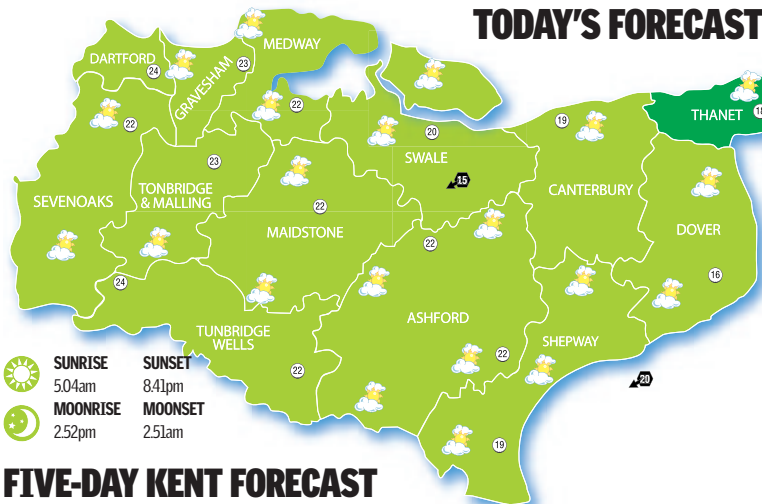 TODAY'S FORECAST
MEDWAY
DARTFORD
24
GRAVESHAM
23
22
22
20
19
THANET
18
23
SWALE
15
TONBRIDGE
& MALLING
SEVENOAKS
CANTERBURY
22
MAIDSTONE
DOVER
22
24
16
ASHFORD
TUNBRIDGE
WELLS
SHEPWAY
22
22
20
19
SUNRISE SUNSET
5.04am 8.41pm
MOONRISE MOONSET
2.52pm 2.51am
FIVE-DAY KENT FORECAST